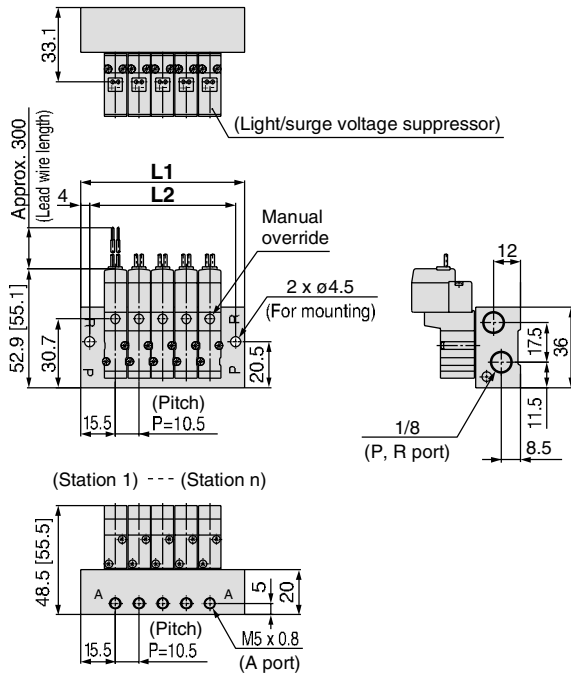 33.1
(Light/surge voltage suppressor)
Approx. 300
(Lead wire length)
L1
4
L2
Manual
override
2 x ø4.5
(For mounting)
R
R
P
P
52.9 [55.1]
30.7
20.5
(Pitch)
15.5
P=10.5
12
17.5
36
11.5
1/8
(P, R port)
8.5
(Station 1) --- (Station n)
48.5 [55.5]
A
A
5
20
(Pitch)
15.5
P=10.5
M5 x 0.8
(A port)